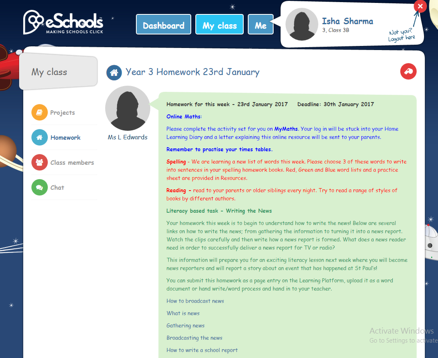 eSchools
MAKING SCHOOLS CLICK
Dashboard
My class
Me
Isha Sharma
3, Class 3B
Not you?
Logout here
My class
Year 3 Homework 23rd January
Projects
Homework
Class members
Chat
Ms L Edwards
Homework for this week - 23rd January 2017 Deadline: 30th January 2017
Online Maths:
Please complete the activity set for you on MyMaths. Your log in will be stuck into your Home
Learning Diary and a letter explaining this online resource will be sent to your parents.
Remember to practise your times tables.
Spelling - We are learning a new list of words this week. Please choose 3 of these words to write
into sentences in your spelling homework books. Red, Green and Blue word lists and a practice
sheet are provided in Resources.
Reading - read to your parents or older siblings every night. Try to read a range of styles of
books by different authors.
Literacy based task - Writing the News
Your homework this week is to begin to understand how to write the news! Below are several
links on how to write the news; from gathering the information to turning it into a news report.
Watch the clips carefully and then write how a news report is formed. What does a news reader
need in order to successfully deliver a news report for TV or radio?
This information will prepare you for an exciting literacy lesson next week where you will become
news reporters and will report a story about an event that has happened at St Paul's!
You can submit this homework as a page entry on the Learning Platform, upload it as a word
document or hand write/word process and hand in to your teacher.
How to broadcast news
What is news
Gathering news
Broadcasting the news
How to write a school report
Activate Windows
Go to Settings to activate